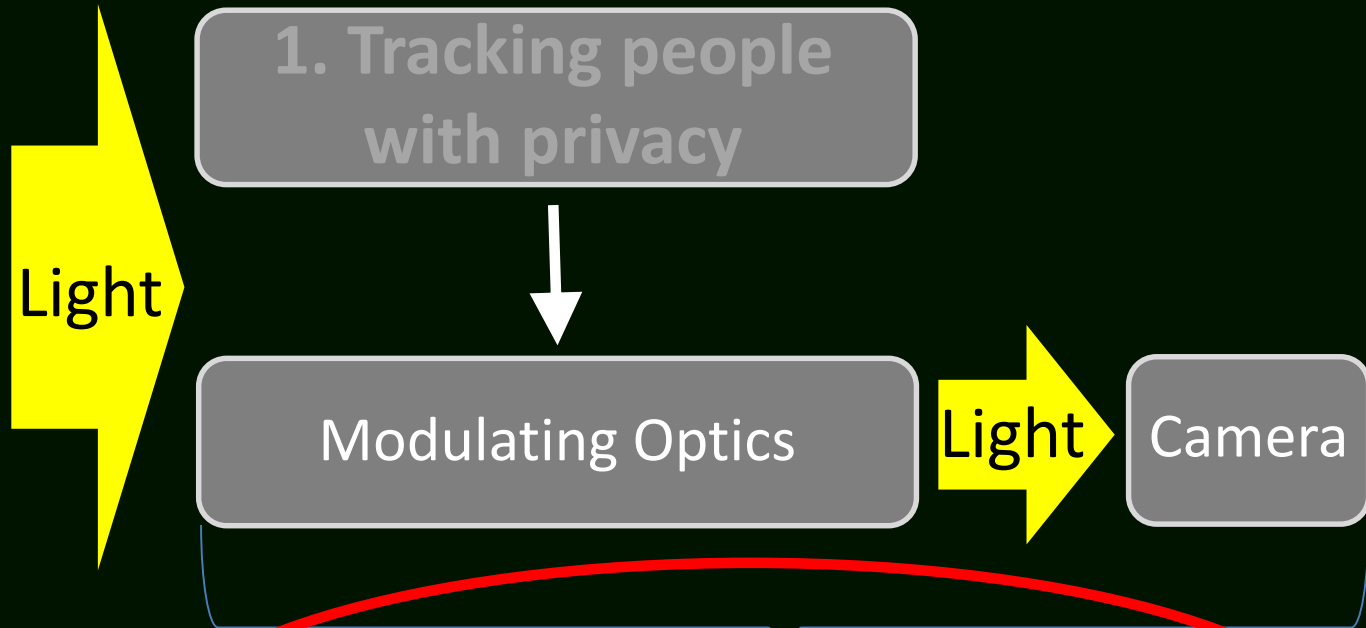 1. Tracking people
with privacy
Light
Modulating Optics
Light
Camera